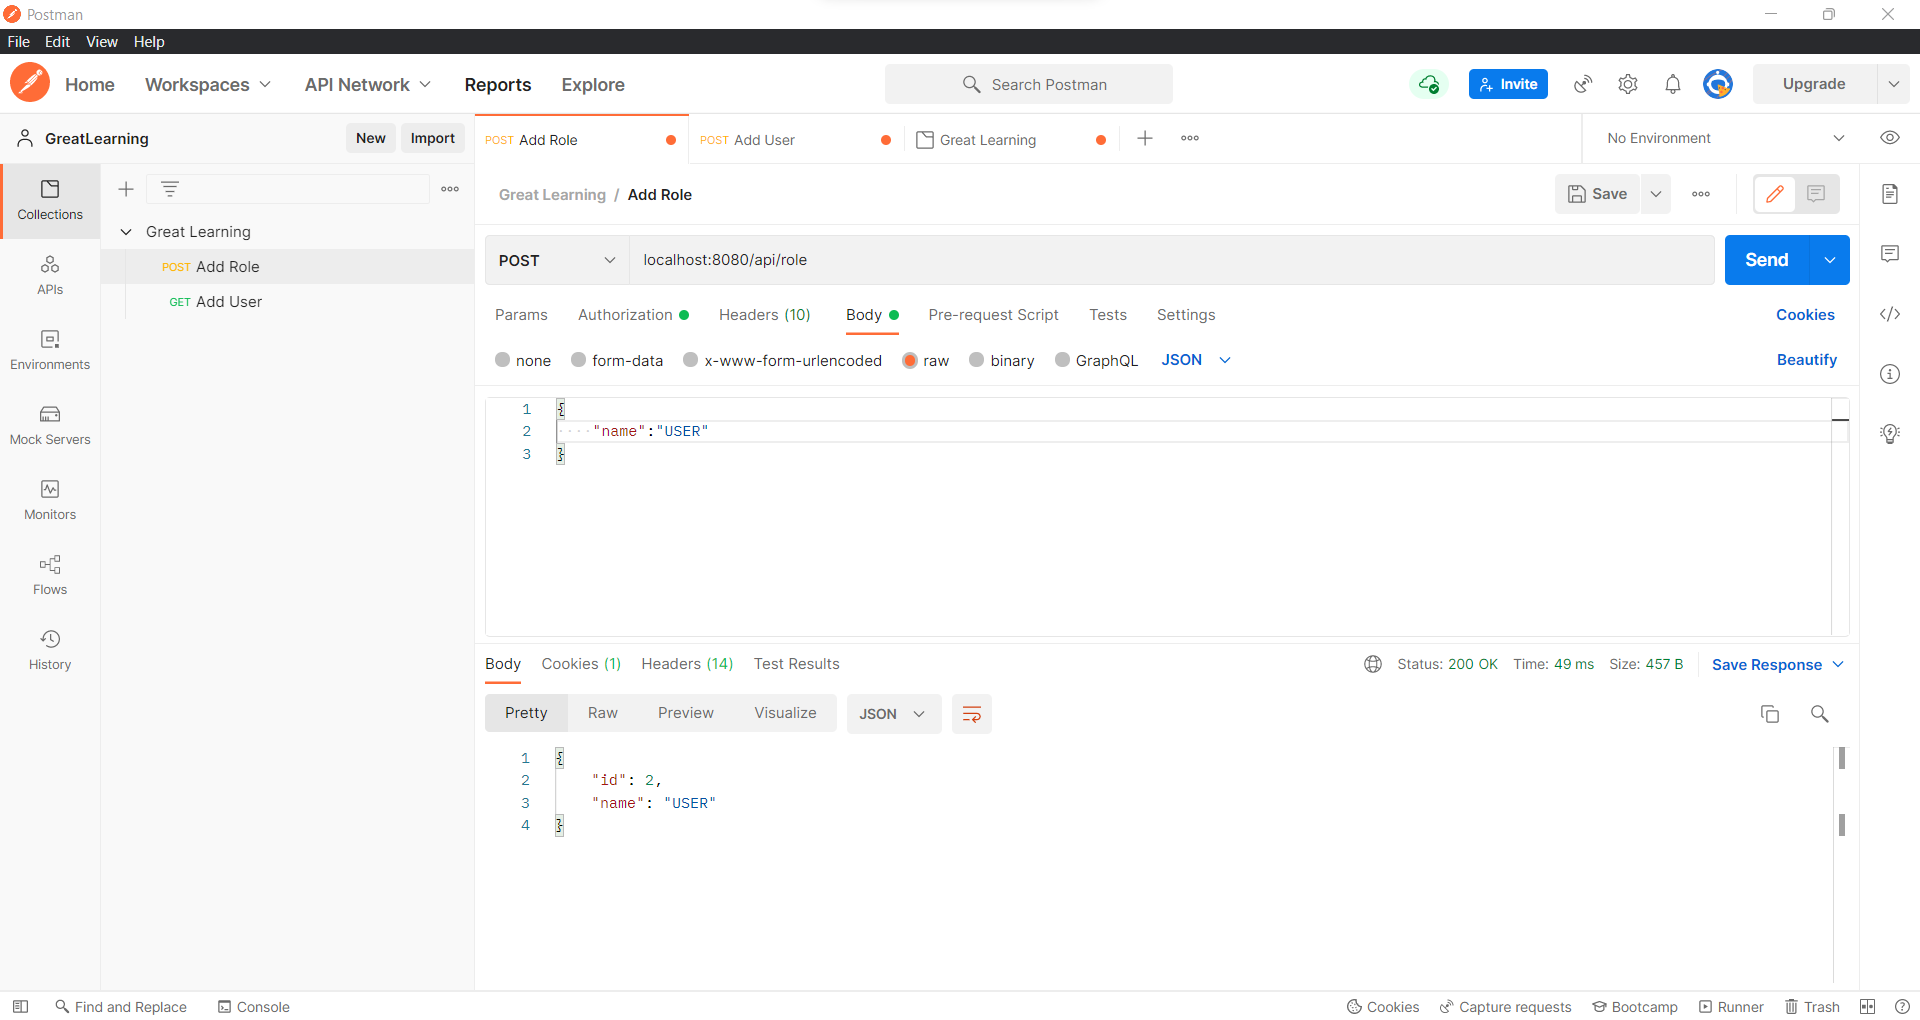 Postman
File Edit View Help
Home Workspaces API Network Reports Explore Search Postman Invite Upgrade
GreatLearning New Import POST Add Role POST Add User Great Learning No Environment
Collections
Great Learning / Add Role Save
Great Learning
POST Add Role
GET Add User
POST localhost:8080/api/role Send
APIs
Environments
Mock Servers
Monitors
Flows
History
Params Authorization Headers (10) Body Pre-request Script Tests Settings Cookies
none form-data x-www-form-urlencoded raw binary GraphQL JSON Beautify
1 {
2 ····"name":"USER"
3 }
Body Cookies (1) Headers (14) Test Results Status: 200 OK Time: 49 ms Size: 457 B Save Response
Pretty Raw Preview Visualize JSON
1 {
2 "id": 2,
3 "name": "USER"
4 }
Find and Replace Console Cookies Capture requests Bootcamp Runner Trash